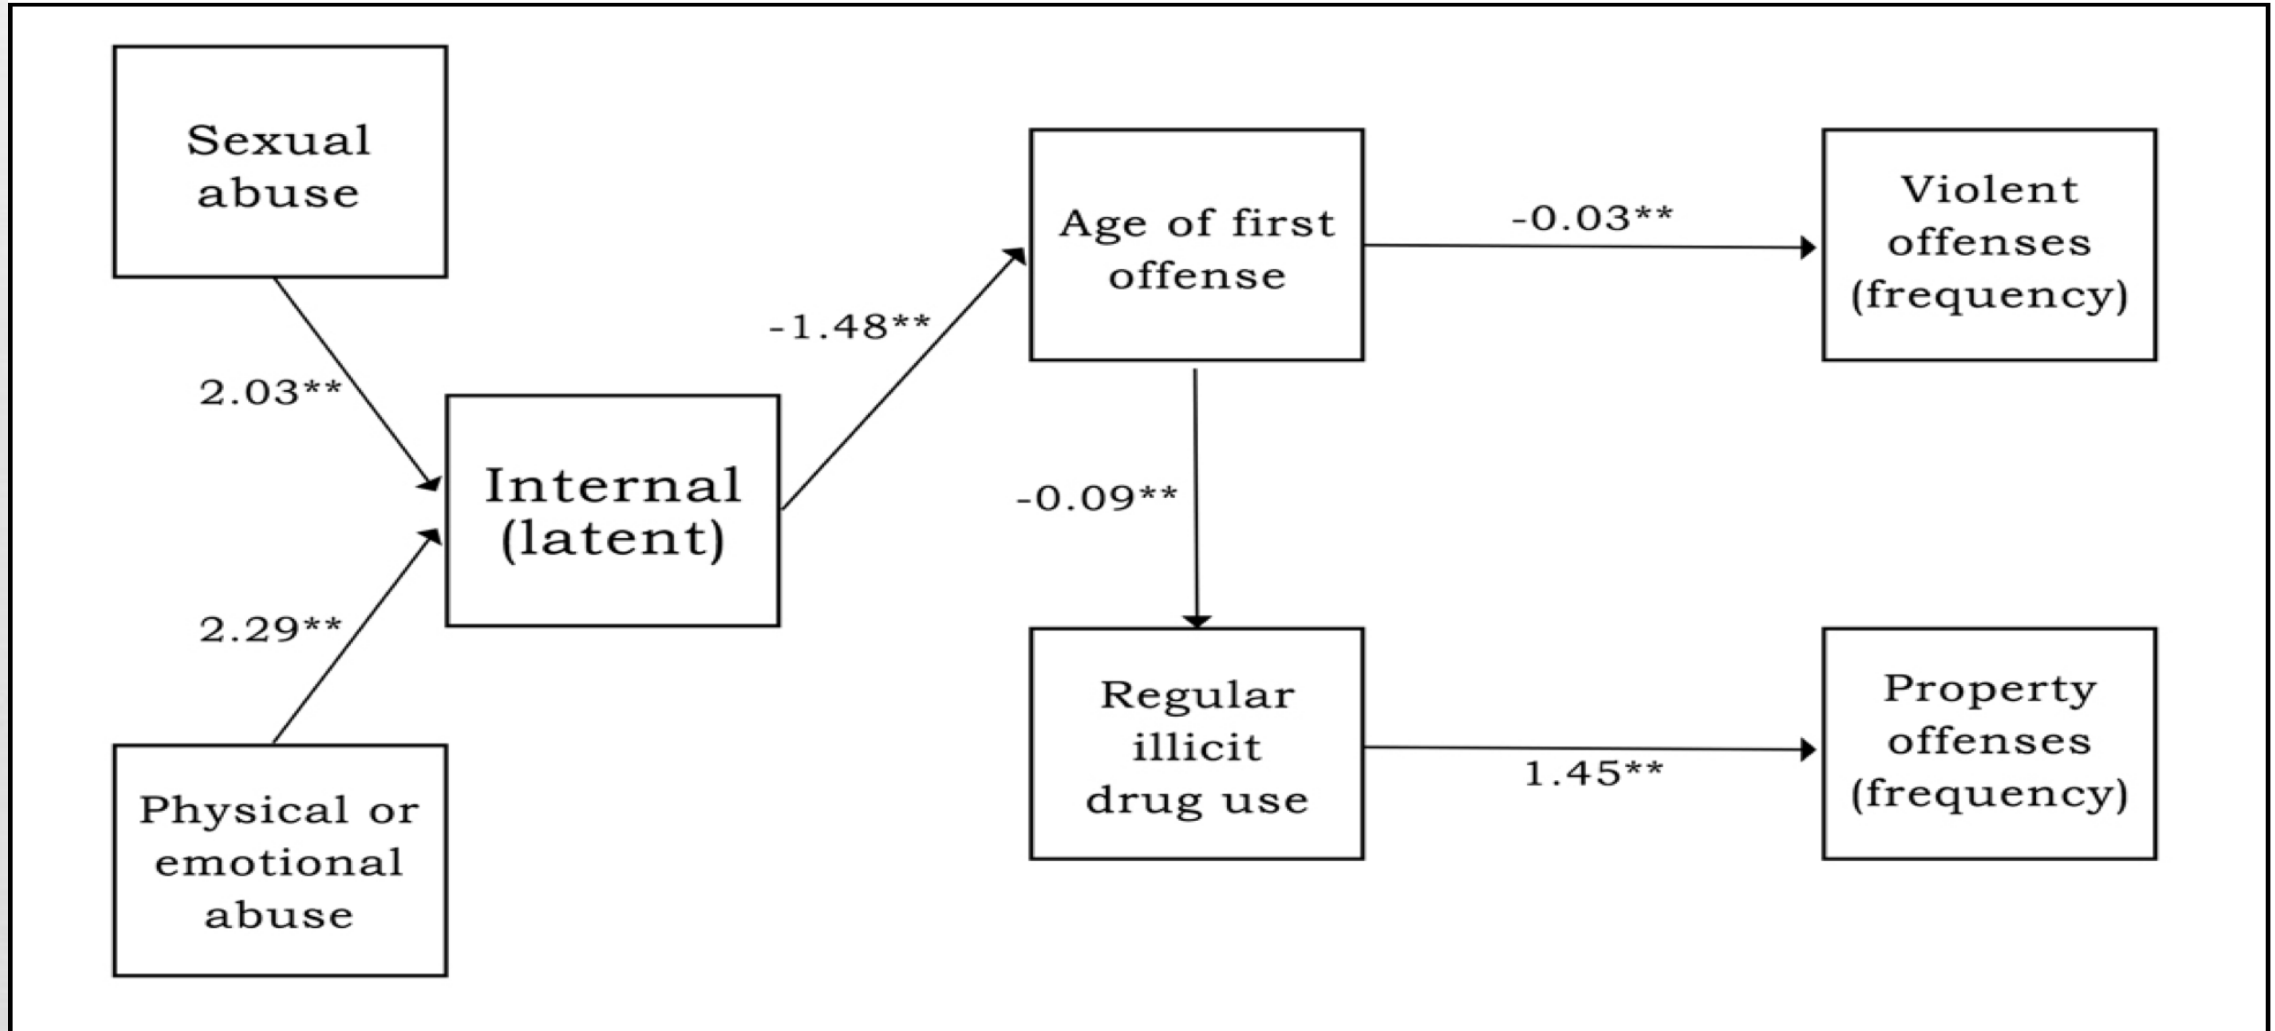 Sexual
abuse
2.03**
Internal
(latent)
2.29**
Physical or
emotional
abuse
-1.48**
Age of first
offense
-0.03**
Violent
offenses
(frequency)
-0.09**
Regular
illicit
drug use
1.45**
Property
offenses
(frequency)